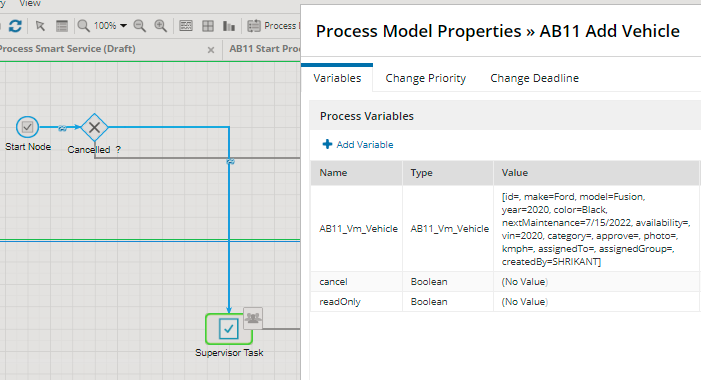 View
100%
Process
Process Smart Service (Draft)
×
AB11 Start Proc
Start Node
Cancelled ?
Supervisor Task
Process Model Properties » AB11 Add Vehicle
Variables
Change Priority
Change Deadline
Process Variables
Add Variable
Name Type Value
AB11_Vm_Vehicle AB11_Vm_Vehicle
[id=, make=Ford, model=Fusion,
year=2020, color=Black,
nextMaintenance=7/15/2022, availability=,
vin=2020, category=, approve=, photo=,
kmph=, assignedTo=, assignedGroup=,
createdBy=SHRIKANT]
cancel Boolean (No Value)
readOnly Boolean (No Value)